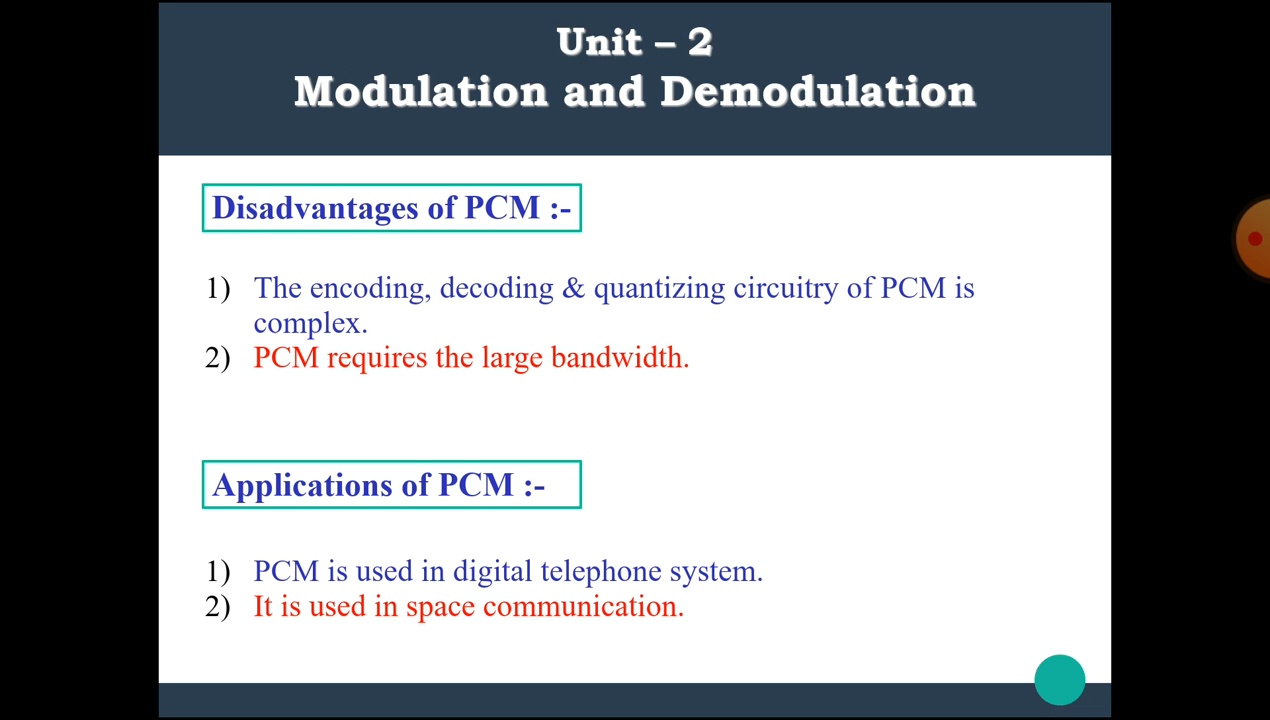 Unit – 2
Modulation and Demodulation
Disadvantages of PCM :-
1) The encoding, decoding & quantizing circuitry of PCM is
complex.
2) PCM requires the large bandwidth.
Applications of PCM :-
1) PCM is used in digital telephone system.
2) It is used in space communication.